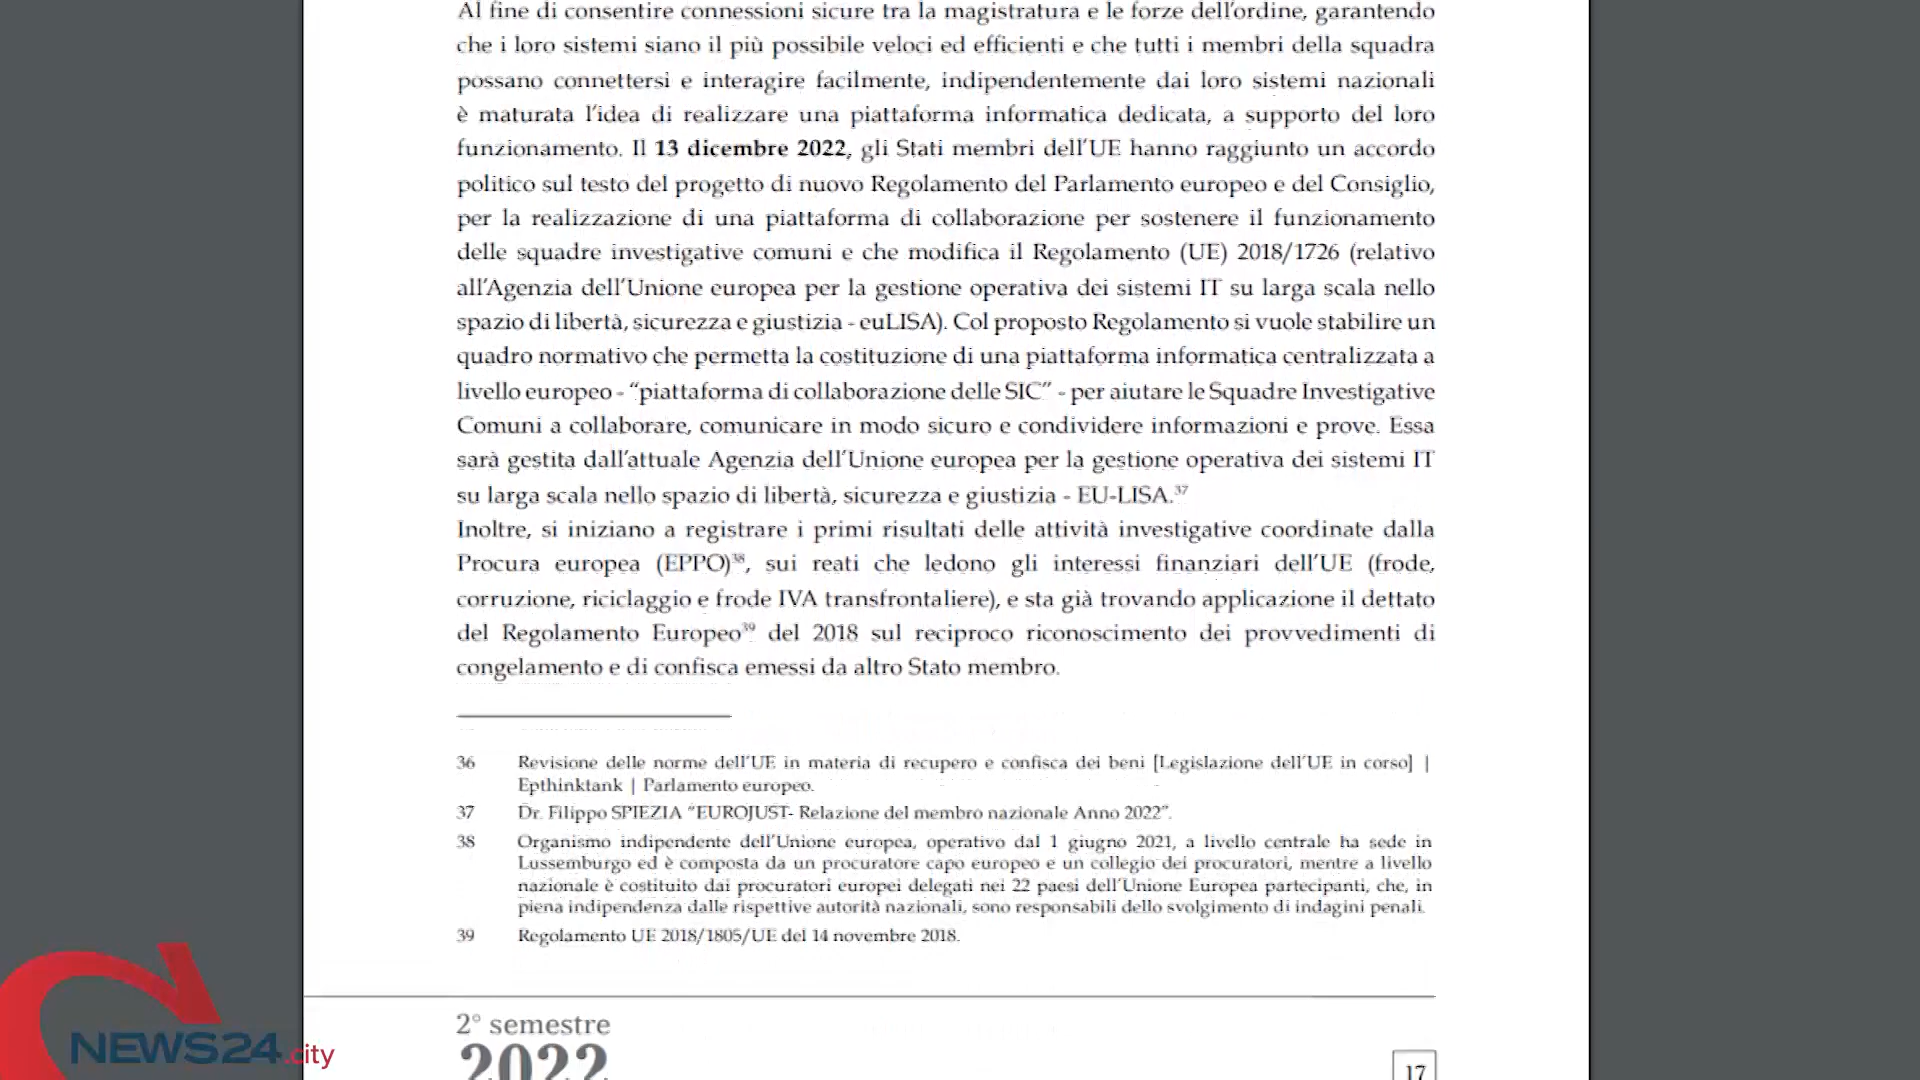 Al fine di consentire connessioni sicure tra la magistratura e le forze dell'ordine, garantendo
che i loro sistemi siano il più possibile veloci ed efficienti e che tutti i membri della squadra
possano connettersi e interagire facilmente, indipendentemente dai loro sistemi nazionali
è maturata l'idea di realizzare una piattaforma informatica dedicata, a supporto del loro
funzionamento. Il 13 dicembre 2022, gli Stati membri dell'UE hanno raggiunto un accordo
politico sul testo del progetto di nuovo Regolamento del Parlamento europeo e del Consiglio,
per la realizzazione di una piattaforma di collaborazione per sostenere il funzionamento
delle squadre investigative comuni e che modifica il Regolamento (UE) 2018/1726 (relativo
all'Agenzia dell'Unione europea per la gestione operativa dei sistemi IT su larga scala nello
spazio di libertà, sicurezza e giustizia - euLISA). Col proposto Regolamento si vuole stabilire un
quadro normativo che permetta la costituzione di una piattaforma informatica centralizzata a
livello europeo - “piattaforma di collaborazione delle SIC” - per aiutare le Squadre Investigative
Comuni a collaborare, comunicare in modo sicuro e condividere informazioni e prove. Essa
sarà gestita dall'attuale Agenzia dell'Unione europea per la gestione operativa dei sistemi IT
su larga scala nello spazio di libertà, sicurezza e giustizia - EU-LISA.37
Inoltre, si iniziano a registrare i primi risultati delle attività investigative coordinate dalla
Procura europea (EPPO)38, sui reati che ledono gli interessi finanziari dell'UE (frode,
corruzione, riciclaggio e frode IVA transfrontaliere), e sta già trovando applicazione il dettato
del Regolamento Europeo39 del 2018 sul reciproco riconoscimento dei provvedimenti di
congelamento e di confisca emessi da altro Stato membro.
36 Revisione delle norme dell'UE in materia di recupero e confisca dei beni [Legislazione dell'UE in corso] |
Epthinktank | Parlamento europeo.
37 Dr. Filippo SPIEZIA “EUROJUST- Relazione del membro nazionale Anno 2022”.
38 Organismo indipendente dell'Unione europea, operativo dal 1 giugno 2021, a livello centrale ha sede in
Lussemburgo ed è composta da un procuratore capo europeo e un collegio dei procuratori, mentre a livello
nazionale è costituito dai procuratori europei delegati nei 22 paesi dell'Unione Europea partecipanti, che, in
piena indipendenza dalle rispettive autorità nazionali, sono responsabili dello svolgimento di indagini penali.
39 Regolamento UE 2018/1805/UE del 14 novembre 2018.
2° semestre
2022
17
NEWS24.city